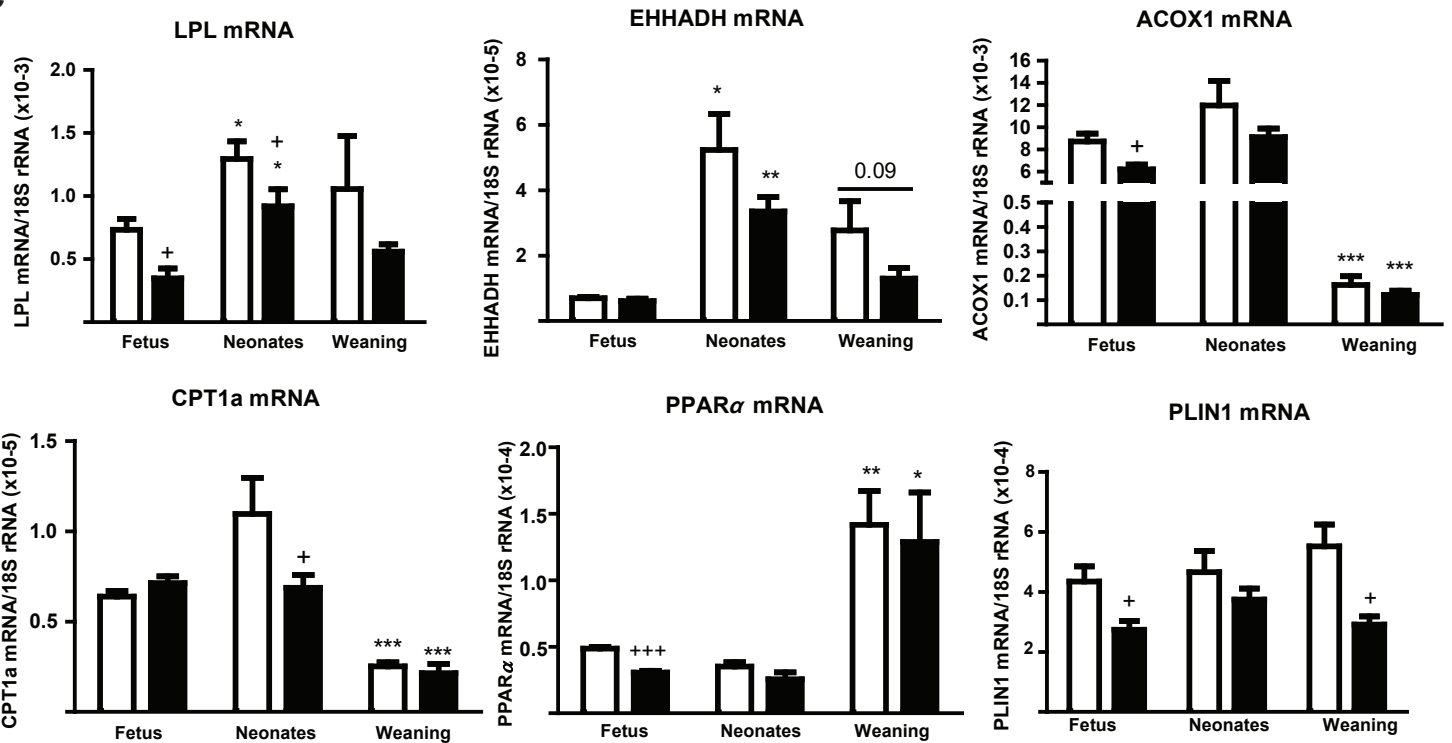 LPL mRNA
LPL mRNA/18S rRNA (x10-3)
2.0
1.5
1.0
0.5
*
+
+
*
Fetus
Neonates
Weaning
EHHADH mRNA
EHHADH mRNA/18S rRNA (x10-5)
8
6
4
2
*
**
0.09
Fetus
Neonates
Weaning
ACOX1 mRNA
ACOX1 mRNA/18S rRNA (x10-3)
16
14
12
10
8
6
0.5
0.4
0.3
0.2
0.1
+
***
***
Fetus
Neonates
Weaning
CPT1a mRNA
CPT1a mRNA/18S rRNA (x10-5)
1.5
1.0
0.5
+
***
***
Fetus
Neonates
Weaning
PPARα mRNA
PPARα mRNA/18S rRNA (x10-4)
2.0
1.5
1.0
0.5
+++
**
*
Fetus
Neonates
Weaning
PLIN1 mRNA
PLIN1 mRNA/18S rRNA (x10-4)
8
6
4
2
+
+
Fetus
Neonates
Weaning